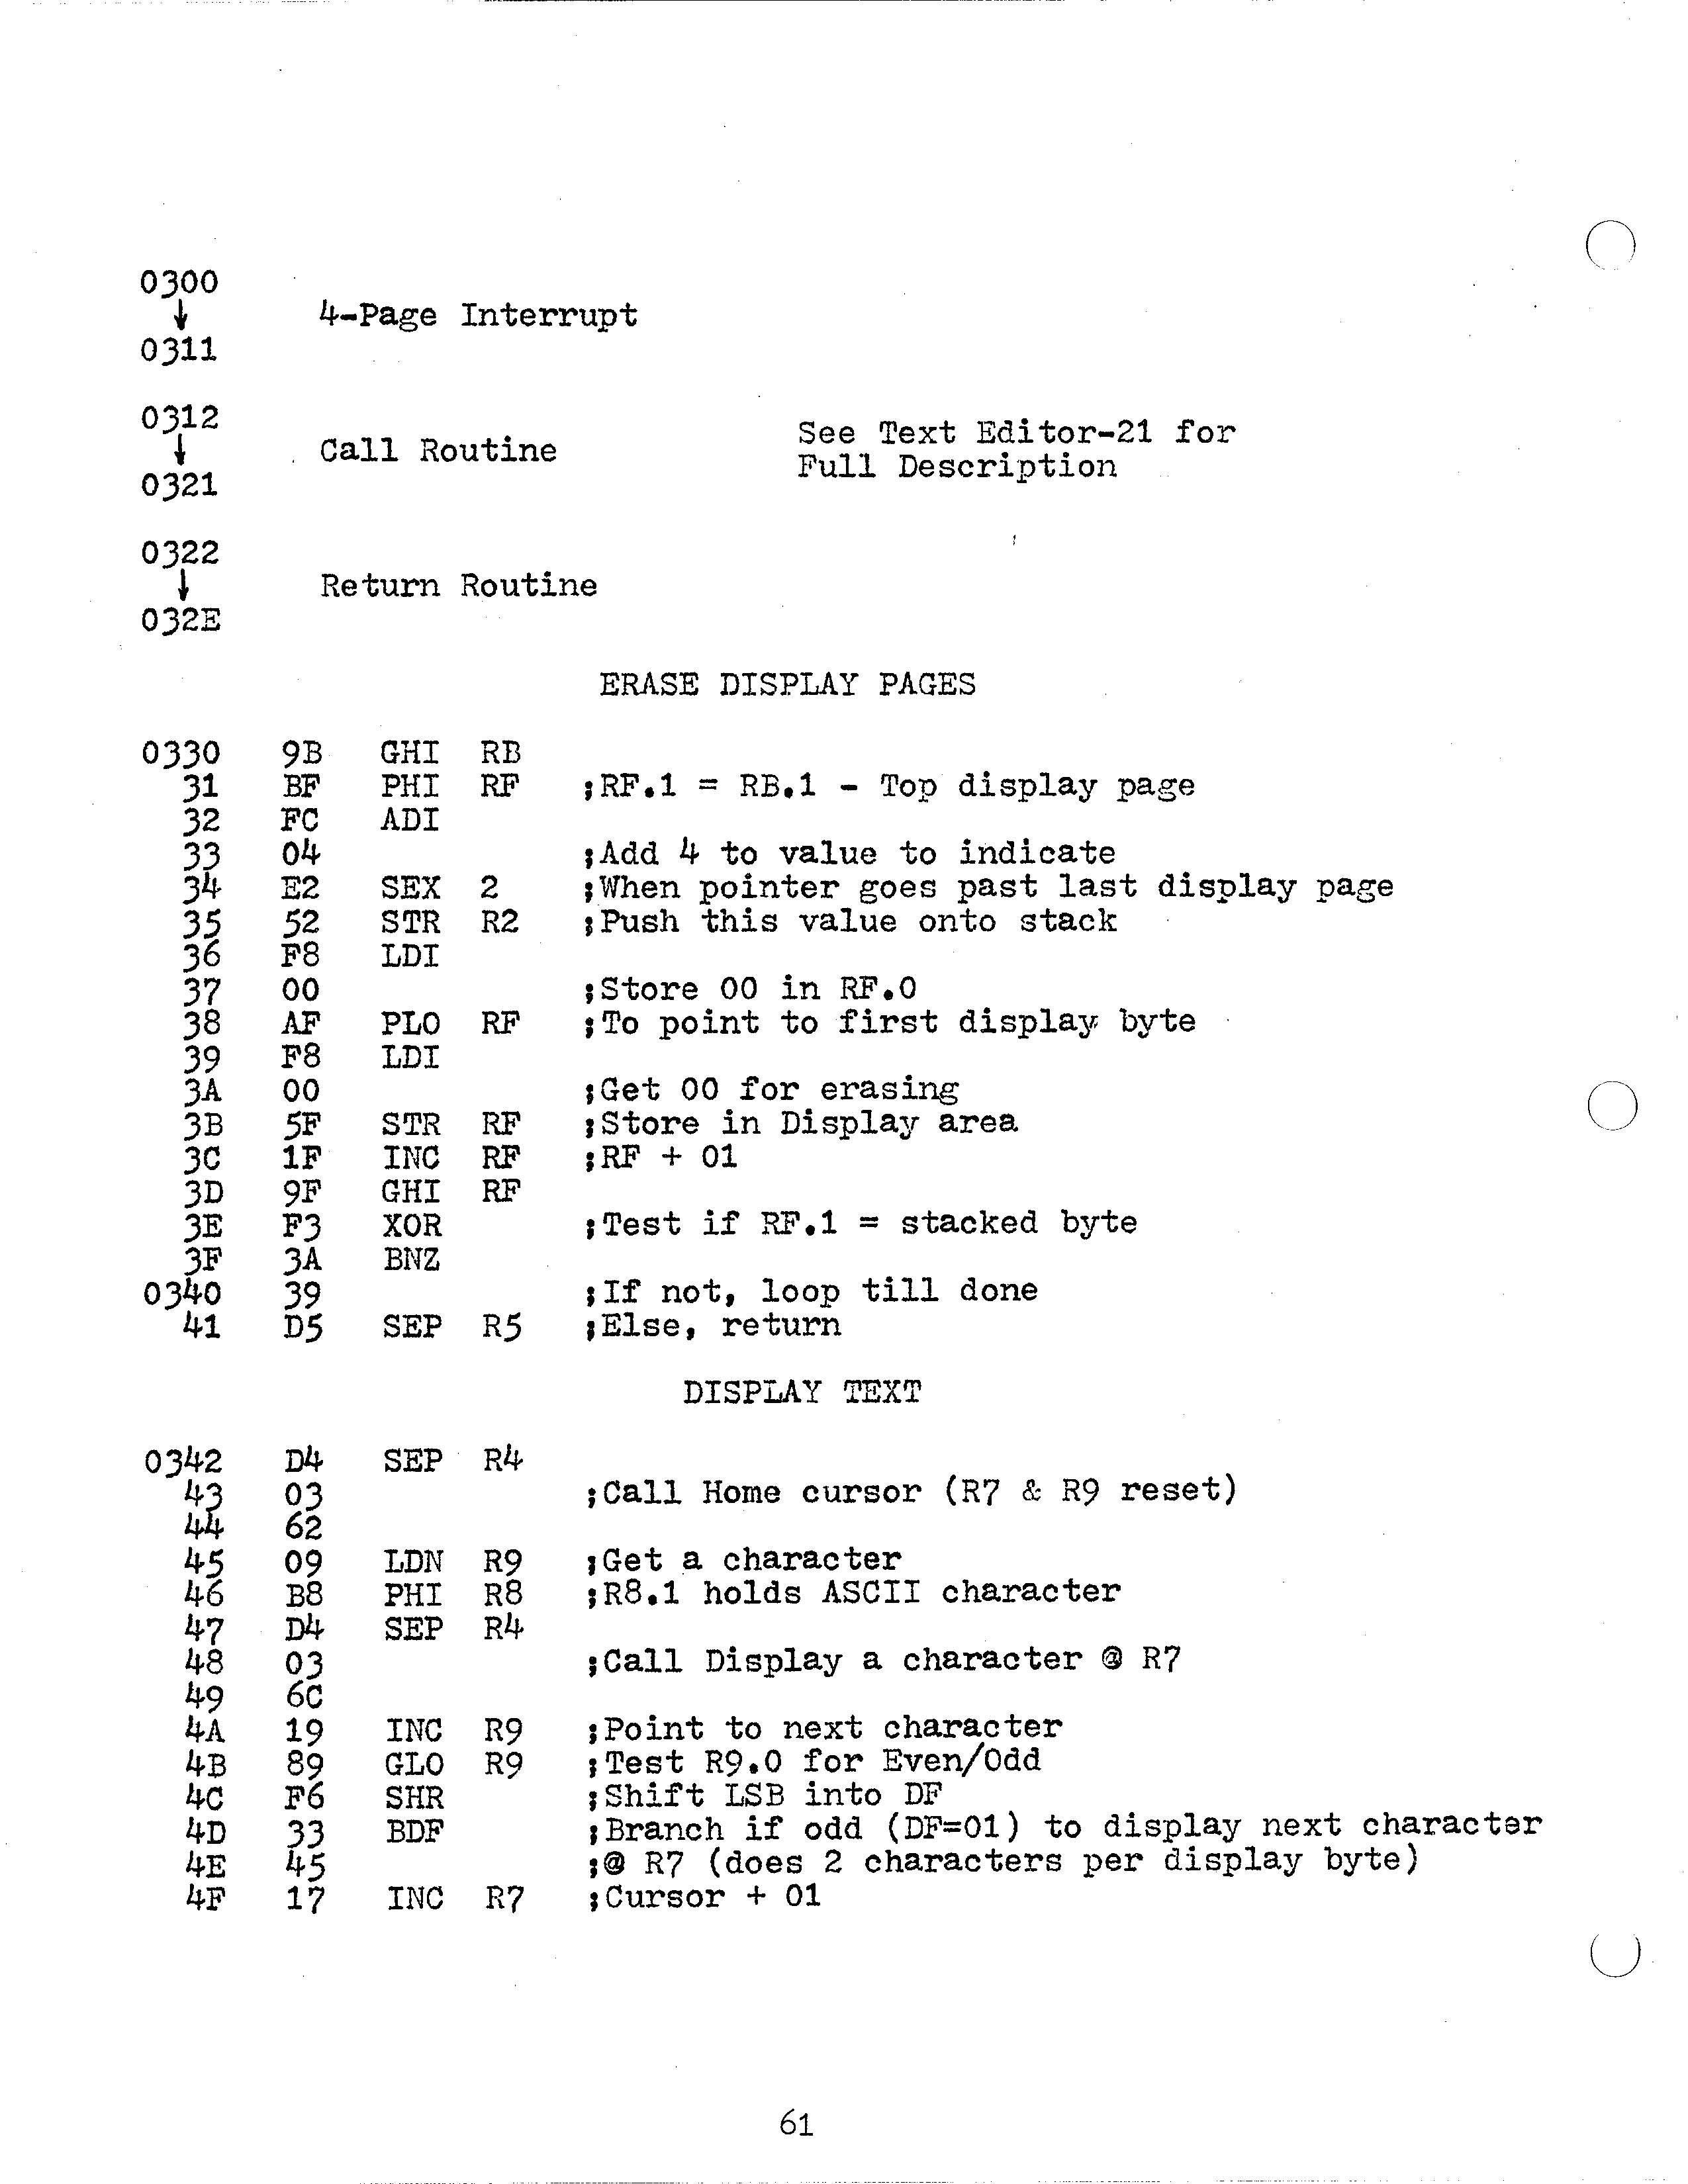 0300
↓ 4-Page Interrupt
0311
0312
↓ Call Routine
See Text Editor-21 for
Full Description
0321
0322
↓ Return Routine
032E
ERASE DISPLAY PAGES
0330 9B GHI RB
31 BF PHI RF ;RF.1 = RB.1 - Top display page
32 FC ADI
33 04 ;Add 4 to value to indicate
34 E2 SEX 2 ;When pointer goes past last display page
35 52 STR R2 ;Push this value onto stack
36 F8 LDI
37 00 ;Store 00 in RF.0
38 AF PLO RF ;To point to first display byte
39 F8 LDI
3A 00 ;Get 00 for erasing
3B 5F STR RF ;Store in Display area
3C 1F INC RF ;RF + 01
3D 9F GHI RF
3E F3 XOR ;Test if RF.1 = stacked byte
3F 3A BNZ
0340 39 ;If not, loop till done
41 D5 SEP R5 ;Else, return
DISPLAY TEXT
0342 D4 SEP R4
43 03 ;Call Home cursor (R7 & R9 reset)
44 62
45 09 LDN R9 ;Get a character
46 B8 PHI R8 ;R8.1 holds ASCII character
47 D4 SEP R4
48 03 ;Call Display a character @ R7
49 6C
4A 19 INC R9 ;Point to next character
4B 89 GLO R9 ;Test R9.0 for Even/Odd
4C F6 SHR ;Shift LSB into DF
4D 33 BDF ;Branch if odd (DF=01) to display next character
4E 45 ;@ R7 (does 2 characters per display byte)
4F 17 INC R7 ;Cursor + 01
61